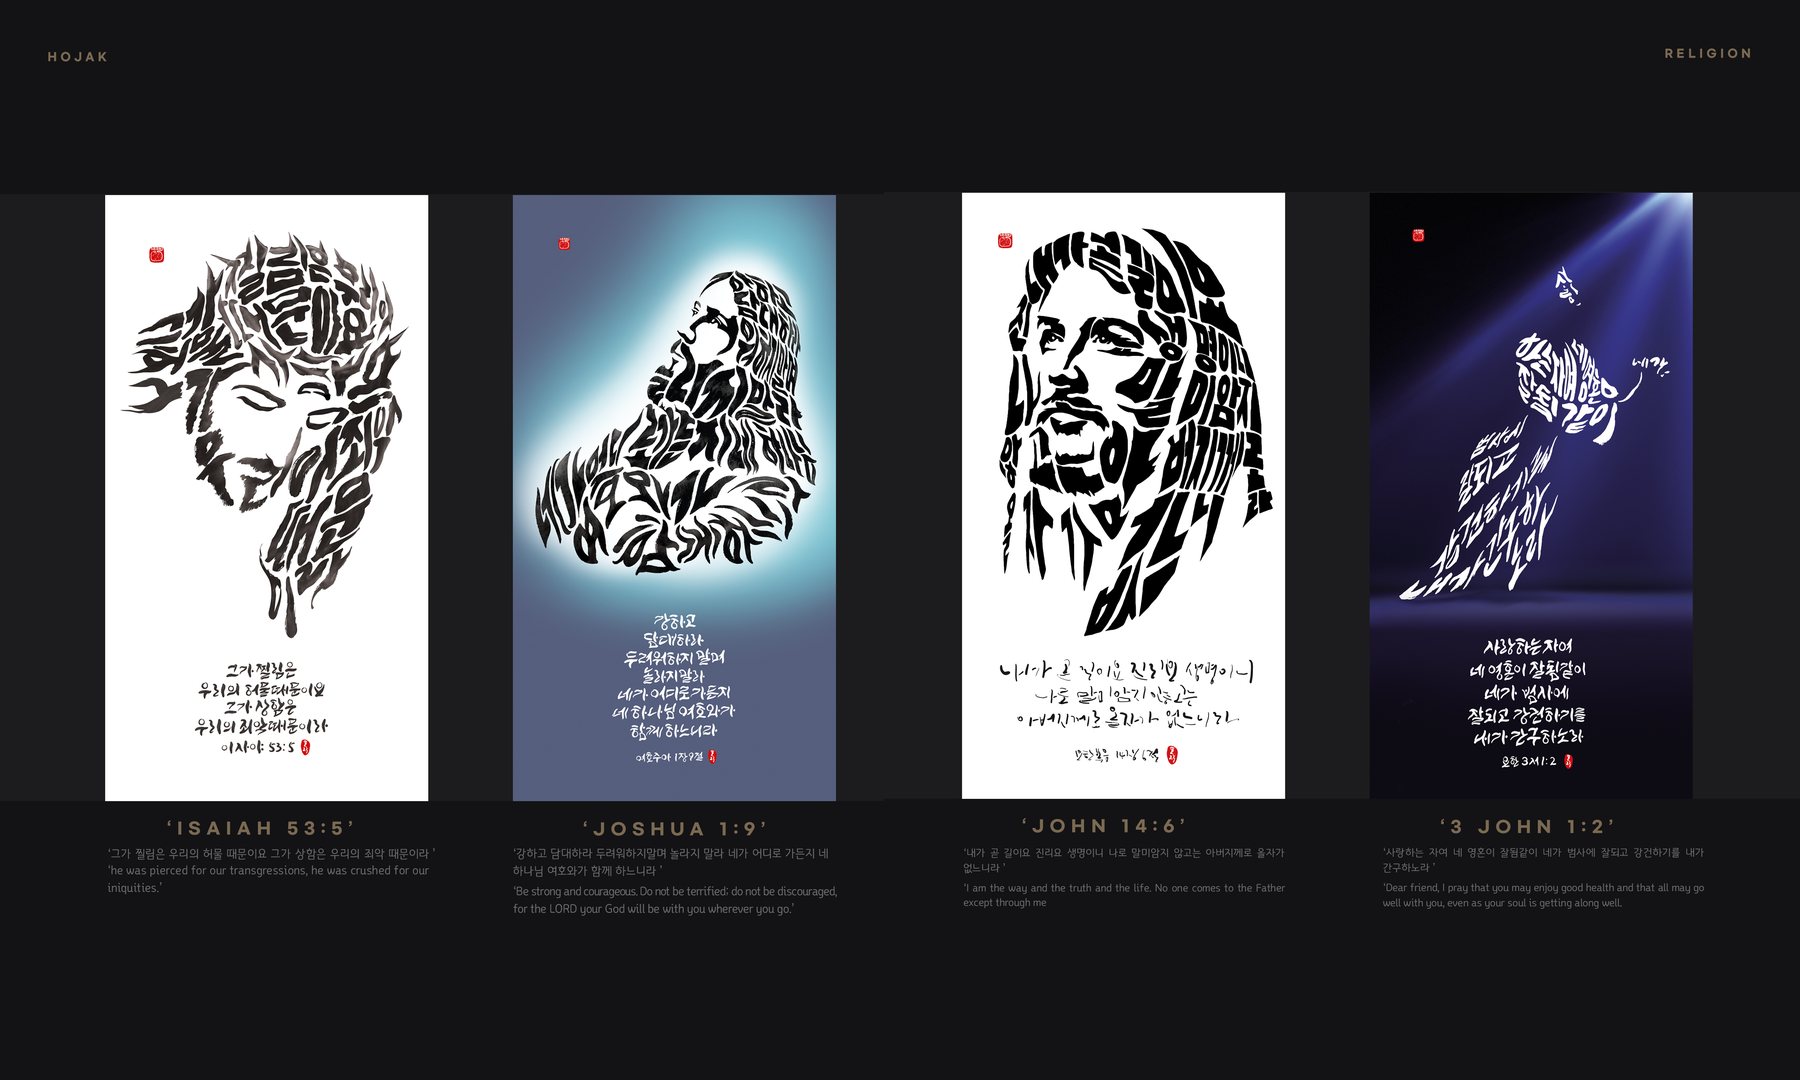 HOJAK
RELIGION
그가 찔림은
우리의 허물때문이요
그가 상함은
우리의 죄악때문이라
이사야 53:5
강하고
담대하라
두려워하지 말며
놀라지말라
네가 어디로가든지
네 하나님 여호와가
함께 하느니라
여호수아 1장9절
내가 곧 길이요 진리요 생명이니
나로 말미암지 않고는
아버지께로 올자가 없느니라
요한복음 14장 6절
사랑하는자여
네 영혼이 잘됨같이
네가 범사에
잘되고 강건하기를
내가 간구하노라
요한3서 1:2
‘ISAIAH 53:5’
‘그가 찔림은 우리의 허물 때문이요 그가 상함은 우리의 죄악 때문이라 ’
‘he was pierced for our transgressions, he was crushed for our
iniquities.’
‘JOSHUA 1:9’
‘강하고 담대하라 두려워하지말며 놀라지 말라 네가 어디로 가든지 네
하나님 여호와가 함께 하느니라 ’
‘Be strong and courageous. Do not be terrified; do not be discouraged,
for the LORD your God will be with you wherever you go.’
‘JOHN 14:6’
‘내가 곧 길이요 진리요 생명이니 나로 말미암지 않고는 아버지께로 올자가
없느니라 ’
‘I am the way and the truth and the life. No one comes to the Father
except through me
‘3 JOHN 1:2’
‘사랑하는 자여 네 영혼이 잘됨같이 네가 범사에 잘되고 강건하기를 내가
간구하노라 ’
‘Dear friend, I pray that you may enjoy good health and that all may go
well with you, even as your soul is getting along well.